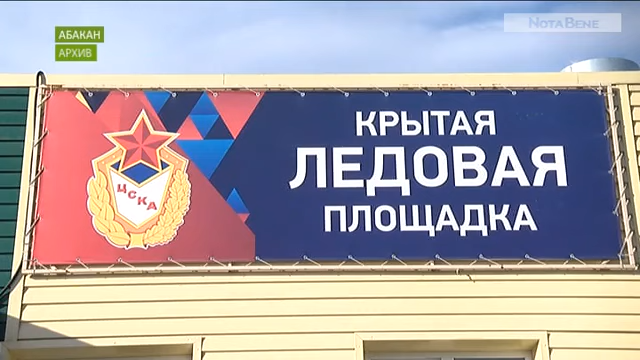 АБАКАН
АРХИВ
NOTABENE
ЦСКА
КРЫТАЯ
ЛЕДОВАЯ
ПЛОЩАДКА